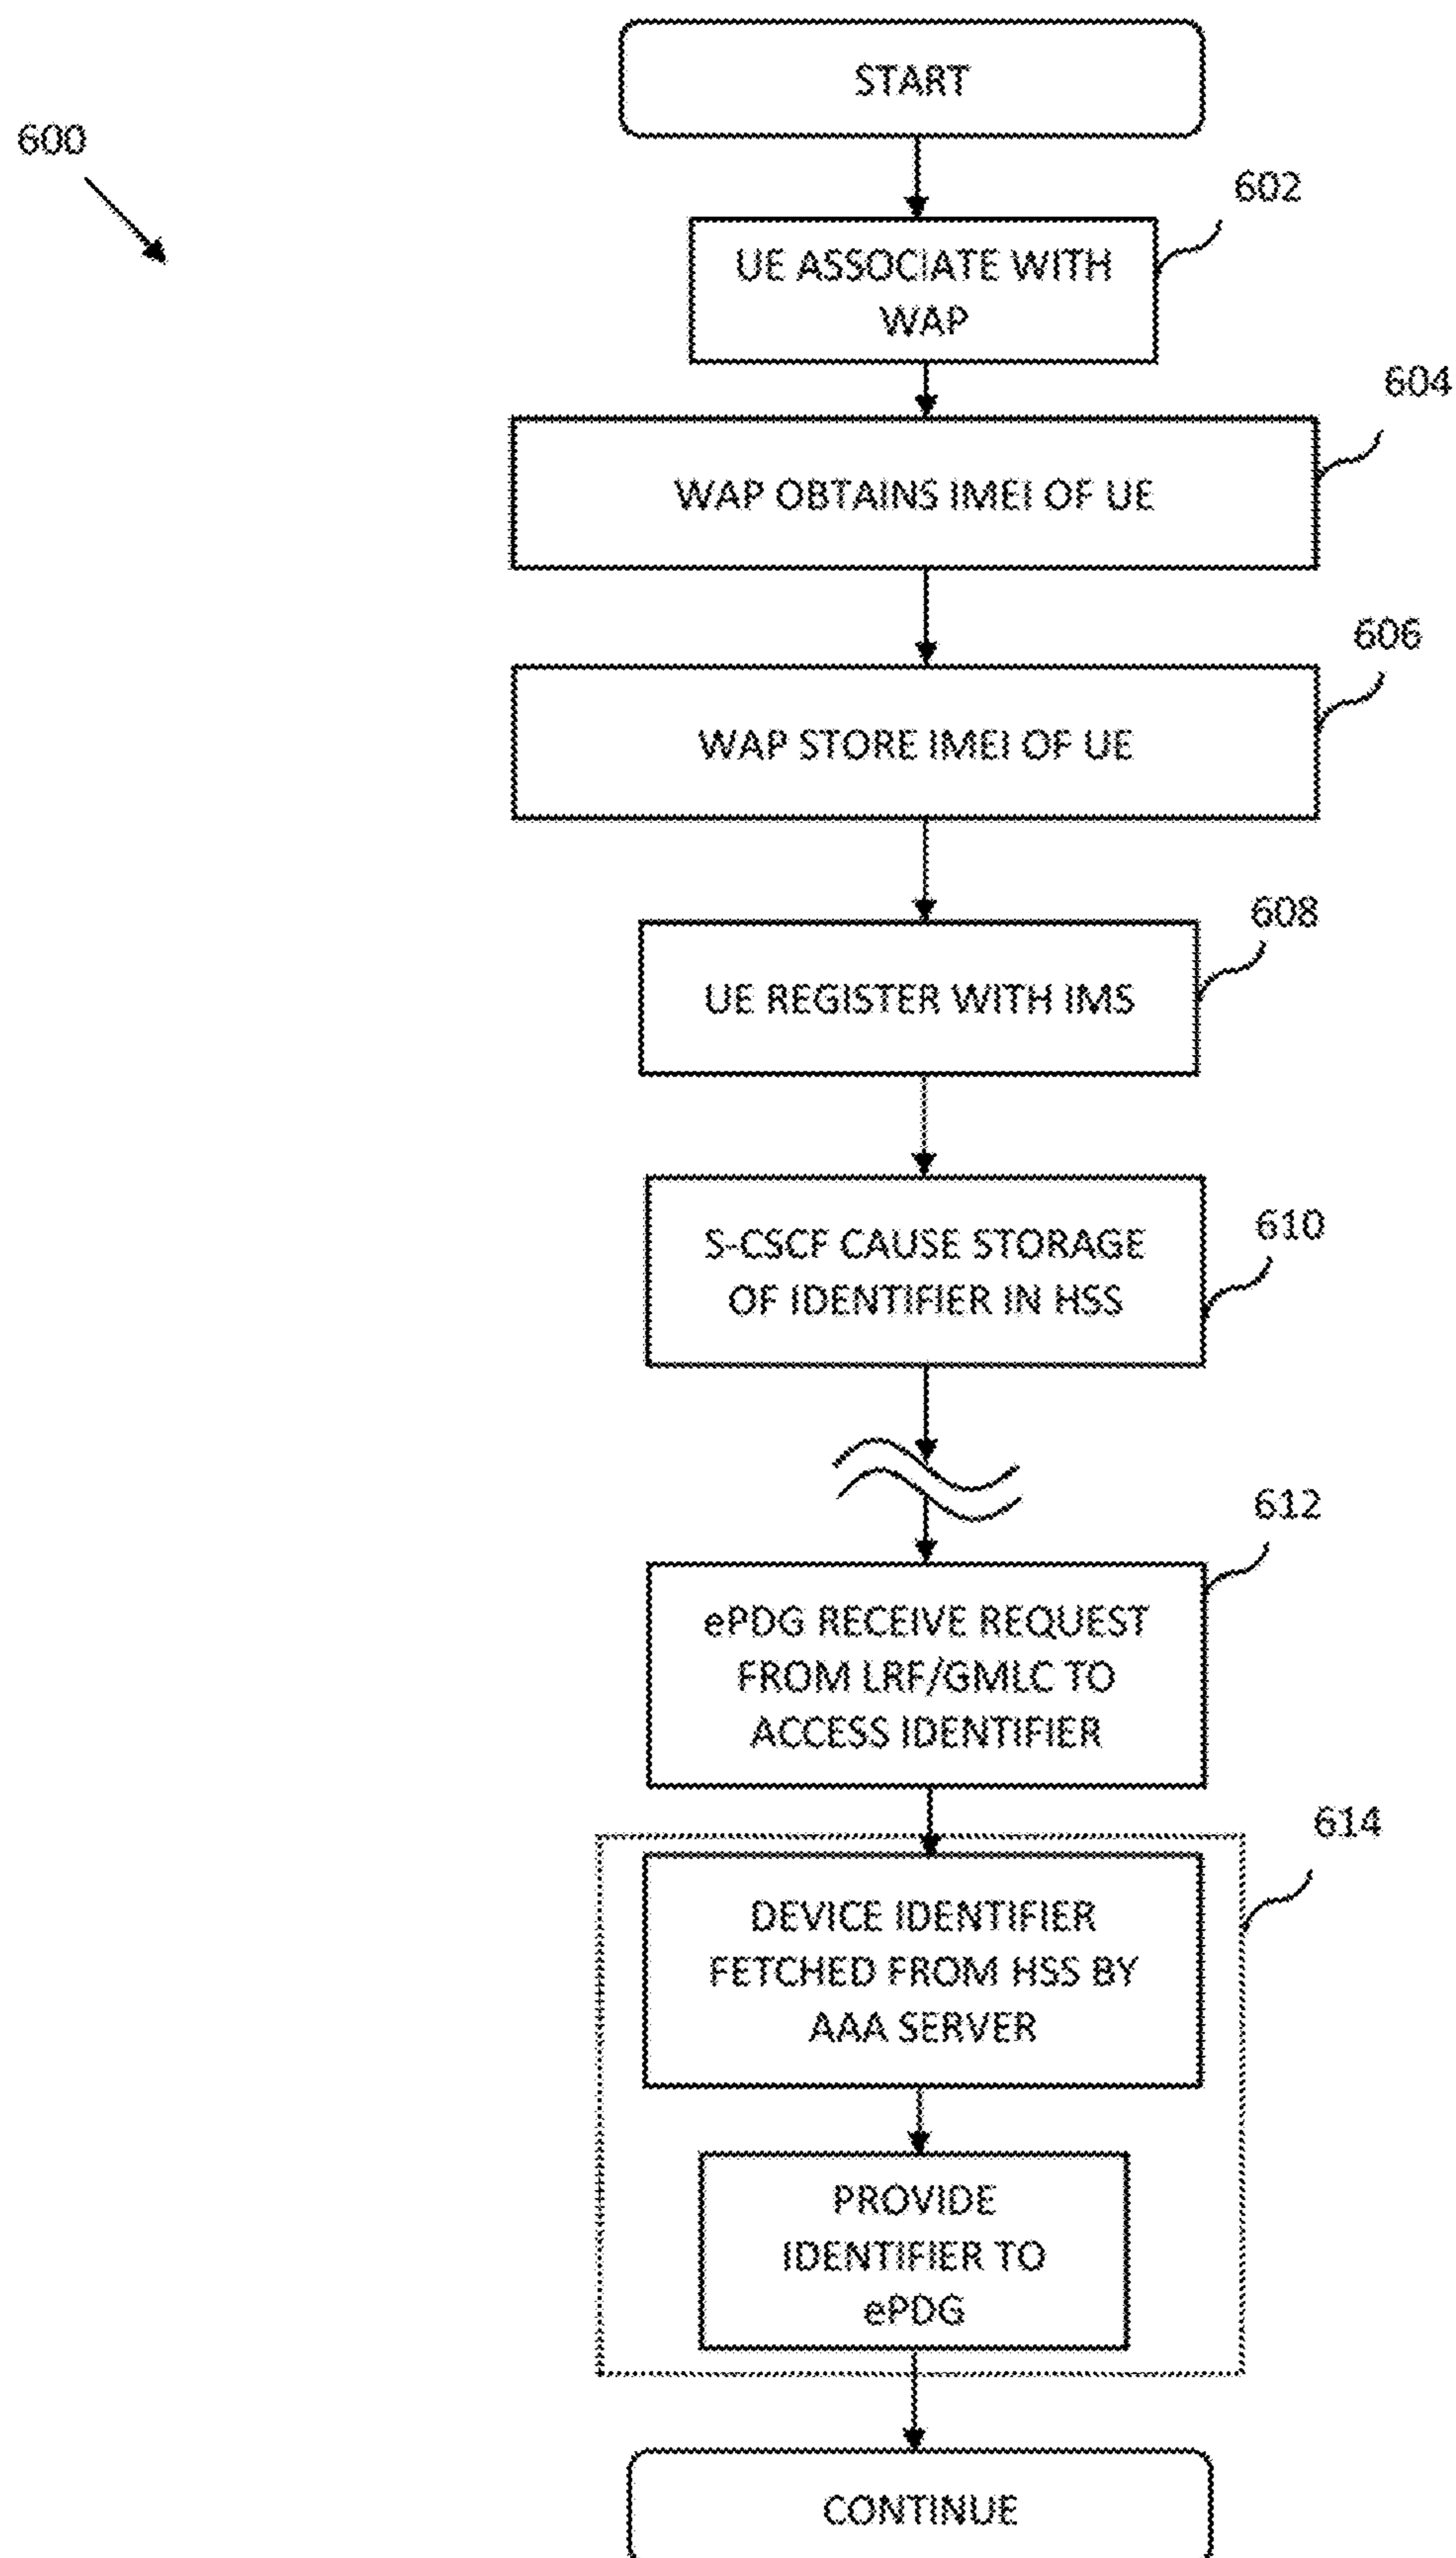 START
600
602
UE ASSOCIATE WITH
WAP
604
WAP OBTAINS IMEI OF UE
606
WAP STORE IMEI OF UE
608
UE REGISTER WITH IMS
610
S-CSCF CAUSE STORAGE
OF IDENTIFIER IN HSS
612
ePDG RECEIVE REQUEST
FROM LRF/GMLC TO
ACCESS IDENTIFIER
614
DEVICE IDENTIFIER
FETCHED FROM HSS BY
AAA SERVER
PROVIDE
IDENTIFIER TO
ePDG
CONTINUE